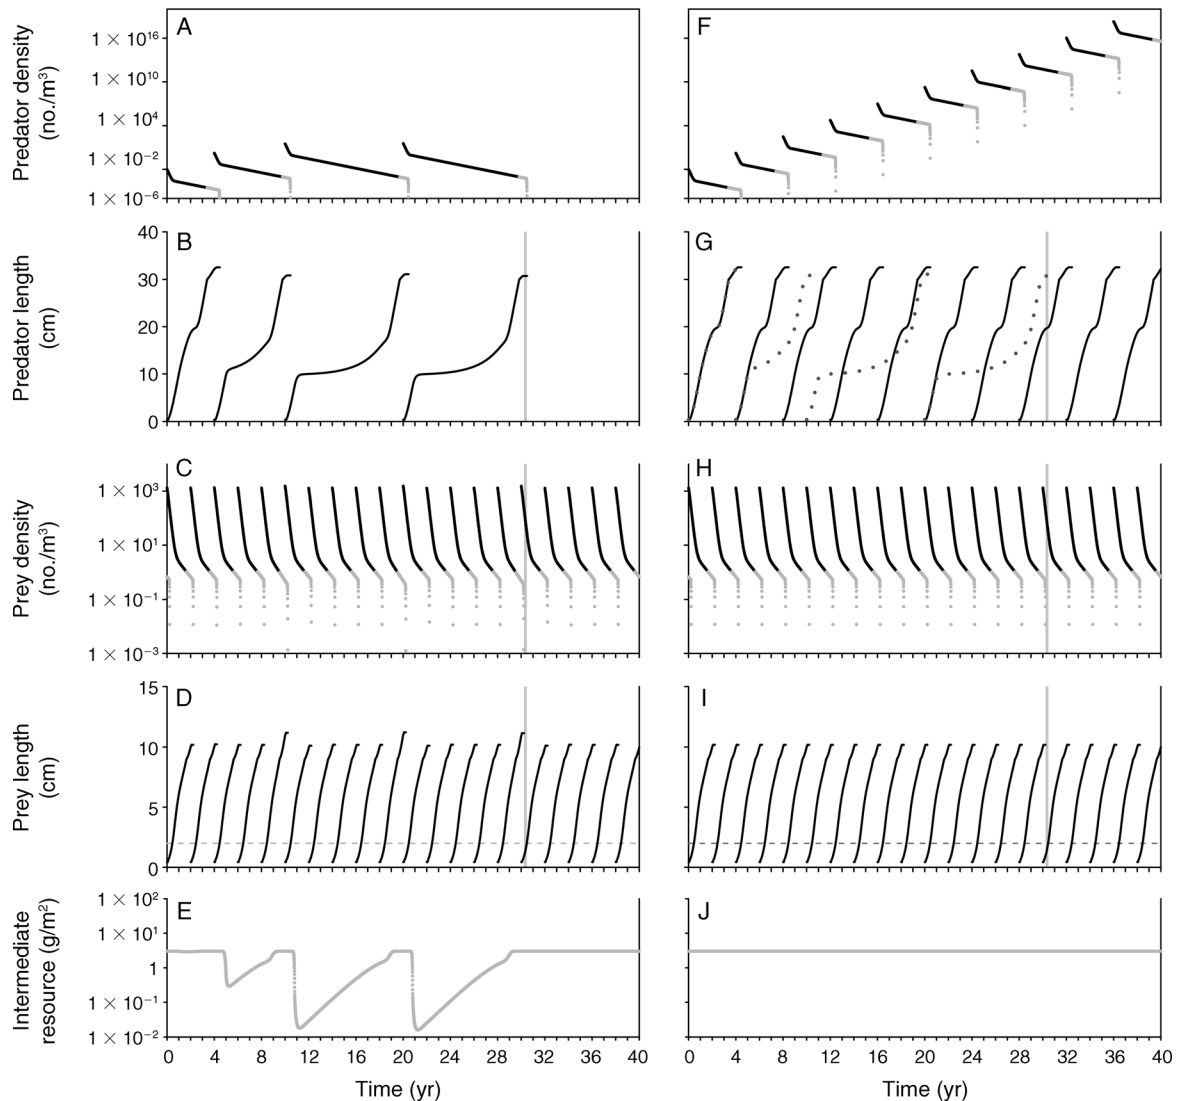 A
F
Predator density
(no./m³)
1 × 10¹⁶
1 × 10¹⁰
1 × 10⁴
1 × 10⁻²
1 × 10⁻⁶
B
G
Predator length
(cm)
40
30
20
10
0
C
H
Prey density
(no./m³)
1 × 10³
1 × 10¹
1 × 10⁻¹
1 × 10⁻³
D
I
Prey length
(cm)
15
10
5
0
E
J
Intermediate
resource (g/m²)
1 × 10²
1 × 10¹
1
1 × 10⁻¹
1 × 10⁻²
0 4 8 12 16 20 24 28 32 36 40
0 4 8 12 16 20 24 28 32 36 40
Time (yr)
Time (yr)